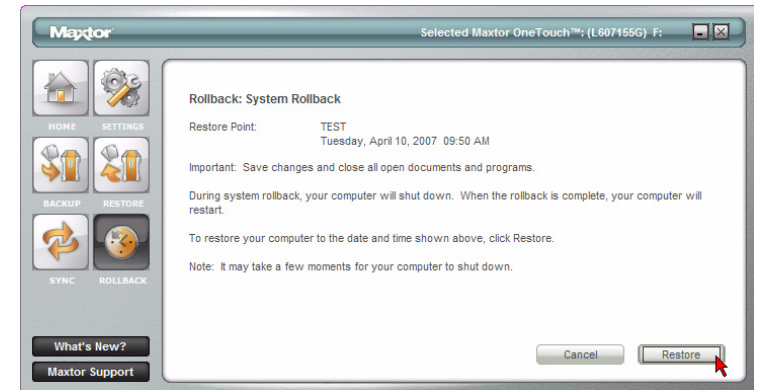 Maxtor
Selected Maxtor OneTouch™: (L607155G) F:
HOME SETTINGS
BACKUP RESTORE
SYNC ROLLBACK
What's New?
Maxtor Support
Rollback: System Rollback
Restore Point: TEST
Tuesday, April 10, 2007 09:50 AM
Important: Save changes and close all open documents and programs.
During system rollback, your computer will shut down. When the rollback is complete, your computer will
restart.
To restore your computer to the date and time shown above, click Restore.
Note: It may take a few moments for your computer to shut down.
Cancel Restore